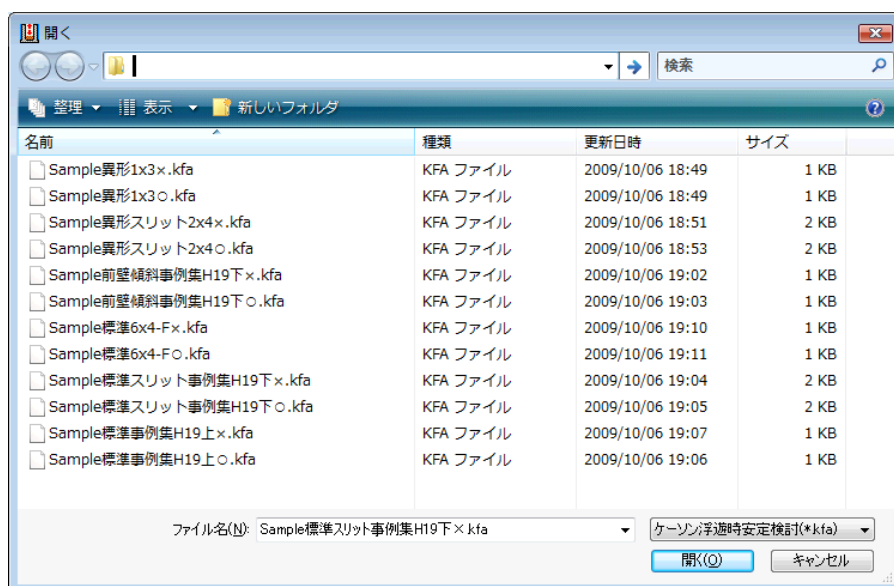 開く
検索
整理 表示 新しいフォルダ
名前 種類 更新日時 サイズ
Sample異形1x3×.kfa KFA ファイル 2009/10/06 18:49 1 KB
Sample異形1x3○.kfa KFA ファイル 2009/10/06 18:49 1 KB
Sample異形スリット2x4×.kfa KFA ファイル 2009/10/06 18:51 2 KB
Sample異形スリット2x4○.kfa KFA ファイル 2009/10/06 18:53 2 KB
Sample前壁傾斜事例集H19下×.kfa KFA ファイル 2009/10/06 19:02 1 KB
Sample前壁傾斜事例集H19下○.kfa KFA ファイル 2009/10/06 19:03 1 KB
Sample標準6x4-F×.kfa KFA ファイル 2009/10/06 19:10 1 KB
Sample標準6x4-F○.kfa KFA ファイル 2009/10/06 19:11 1 KB
Sample標準スリット事例集H19下×.kfa KFA ファイル 2009/10/06 19:04 2 KB
Sample標準スリット事例集H19下○.kfa KFA ファイル 2009/10/06 19:05 2 KB
Sample標準事例集H19上×.kfa KFA ファイル 2009/10/06 19:07 1 KB
Sample標準事例集H19上○.kfa KFA ファイル 2009/10/06 19:06 1 KB
ファイル名(N): Sample標準スリット事例集H19下×.kfa ケーソン浮遊時安定検討(*.kfa)
開く(O) キャンセル